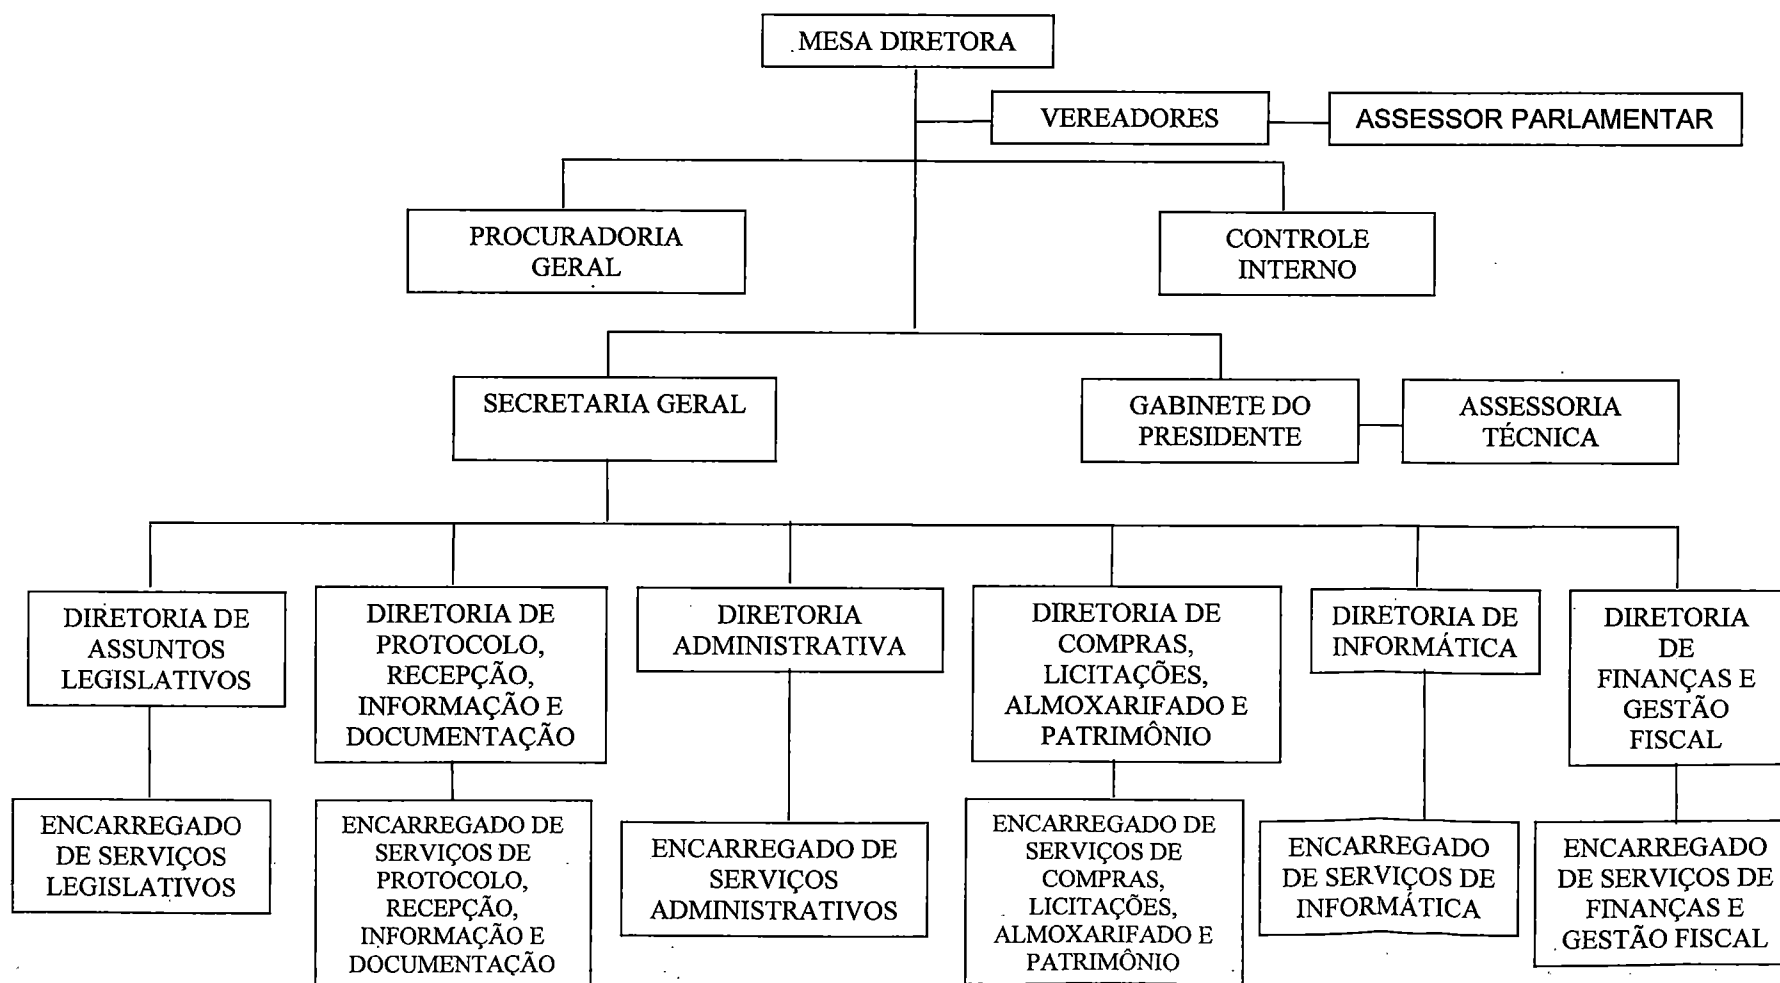 MESA DIRETORA
VEREADORES
ASSESSOR PARLAMENTAR
PROCURADORIA
GERAL
CONTROLE
INTERNO
SECRETARIA GERAL
GABINETE DO
PRESIDENTE
ASSESSORIA
TÉCNICA
DIRETORIA DE
ASSUNTOS
LEGISLATIVOS
DIRETORIA DE
PROTOCOLO,
RECEPÇÃO,
INFORMAÇÃO E
DOCUMENTAÇÃO
DIRETORIA
ADMINISTRATIVA
DIRETORIA DE
COMPRAS,
LICITAÇÕES,
ALMOXARIFADO E
PATRIMÔNIO
DIRETORIA DE
INFORMÁTICA
DIRETORIA
DE
FINANÇAS E
GESTÃO
FISCAL
ENCARREGADO
DE SERVIÇOS
LEGISLATIVOS
ENCARREGADO DE
SERVIÇOS DE
PROTOCOLO,
RECEPÇÃO,
INFORMAÇÃO E
DOCUMENTAÇÃO
ENCARREGADO DE
SERVIÇOS
ADMINISTRATIVOS
ENCARREGADO DE
SERVIÇOS DE
COMPRAS,
LICITAÇÕES,
ALMOXARIFADO E
PATRIMÔNIO
ENCARREGADO
DE SERVIÇOS DE
INFORMÁTICA
ENCARREGADO
DE SERVIÇOS DE
FINANÇAS E
GESTÃO FISCAL